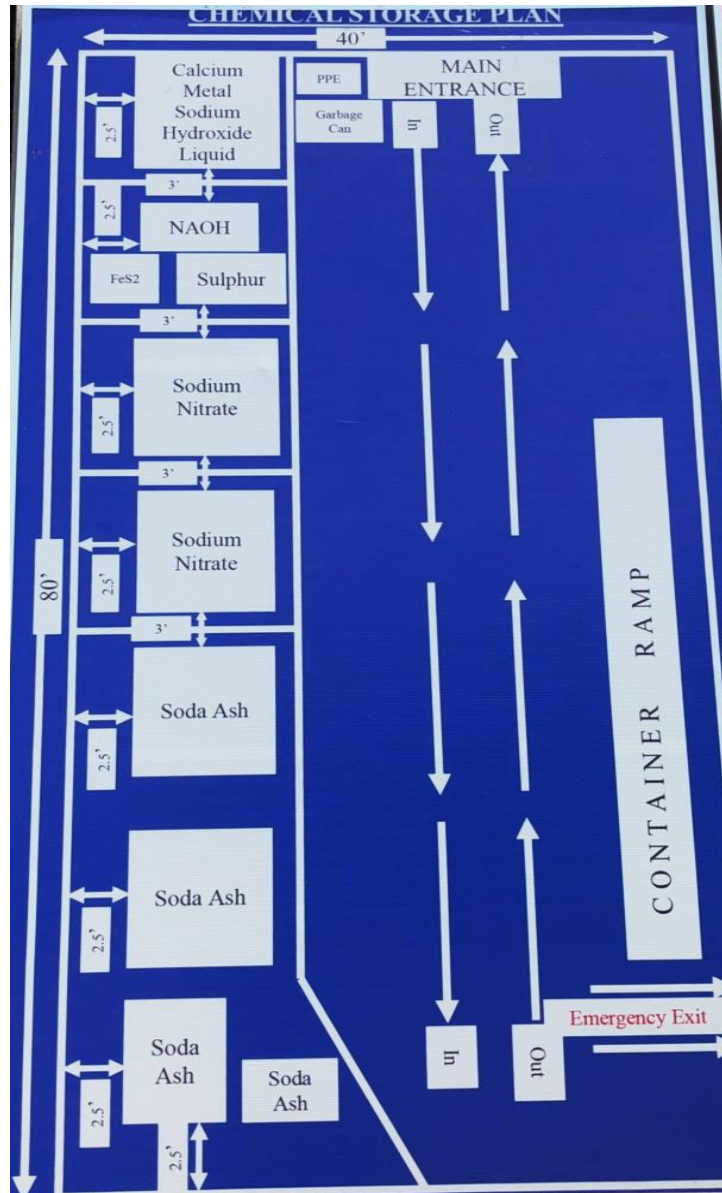 CHEMICAL STORAGE PLAN
40’
Calcium
Metal
Sodium
Hydroxide
Liquid
2.5’
PPE
Garbage
Can
MAIN
ENTRANCE
In
Out
3’
2.5’
NAOH
FeS2
Sulphur
3’
Sodium
Nitrate
2.5’
3’
Sodium
Nitrate
2.5’
80’
3’
Soda Ash
2.5’
CONTAINER RAMP
Soda Ash
2.5’
Soda
Ash
2.5’
Soda
Ash
2.5’
In
Out
Emergency Exit